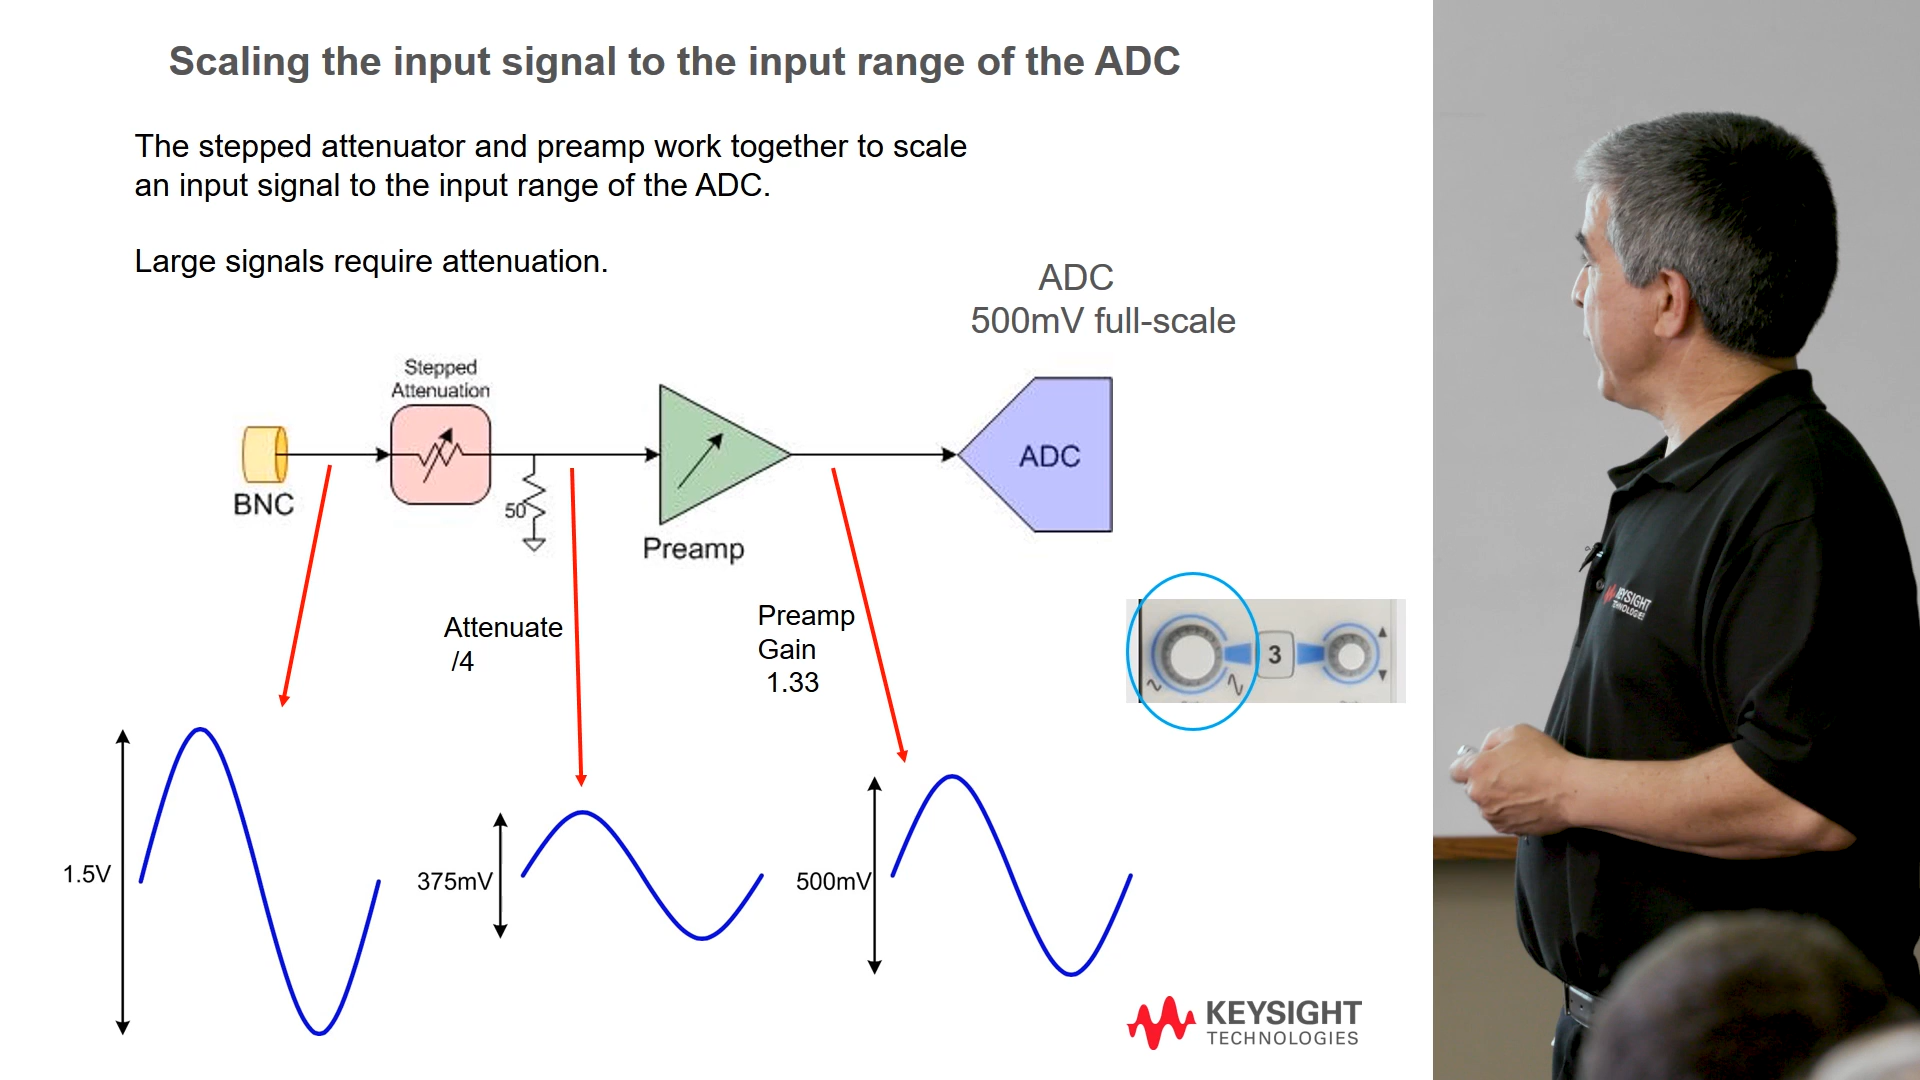 Scaling the input signal to the input range of the ADC
The stepped attenuator and preamp work together to scale
an input signal to the input range of the ADC.
Large signals require attenuation.
ADC
500mV full-scale
Stepped
Attenuation
BNC
50
Preamp
ADC
Attenuate
/4
Preamp
Gain
1.33
3
1.5V
375mV
500mV
KEYSIGHT
TECHNOLOGIES
KEYSIGHT
TECHNOLOGIES